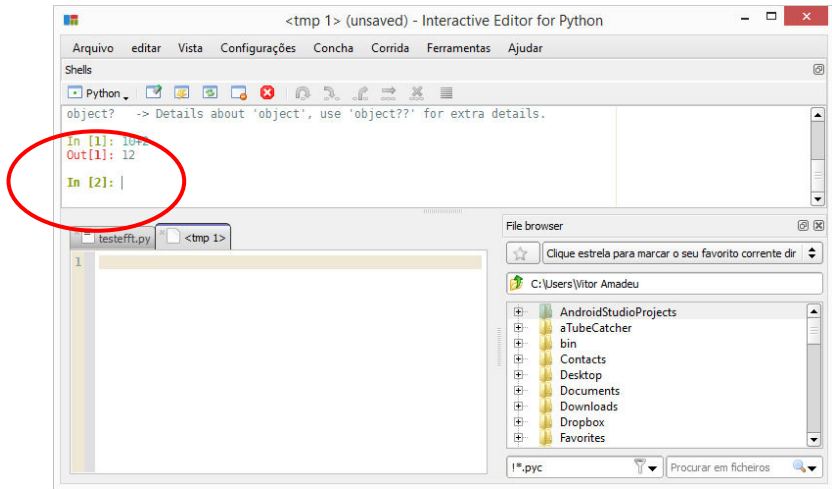 <tmp 1> (unsaved) - Interactive Editor for Python
Arquivo editar Vista Configurações Concha Corrida Ferramentas Ajudar
Shells
Python
object? -> Details about 'object', use 'object??' for extra details.
In [1]: 10+2
Out[1]: 12
In [2]:
testefft.py <tmp 1>
1
File browser
Clique estrela para marcar o seu favorito corrente dir
C:\Users\Vitor Amadeu
AndroidStudioProjects
aTubeCatcher
bin
Contacts
Desktop
Documents
Downloads
Dropbox
Favorites
!*.pyc
Procurar em ficheiros